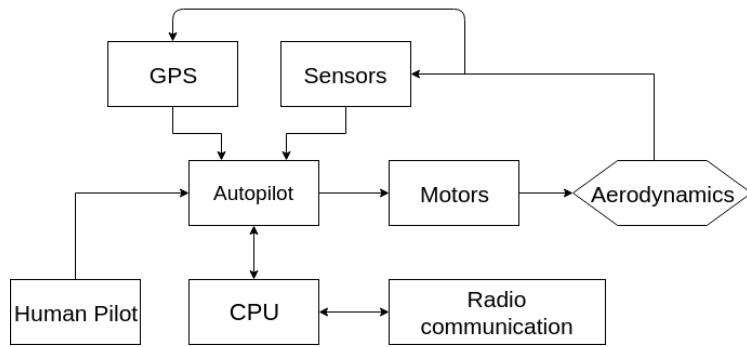 GPS
Sensors
Autopilot
Motors
Aerodynamics
Human Pilot
CPU
Radio
communication